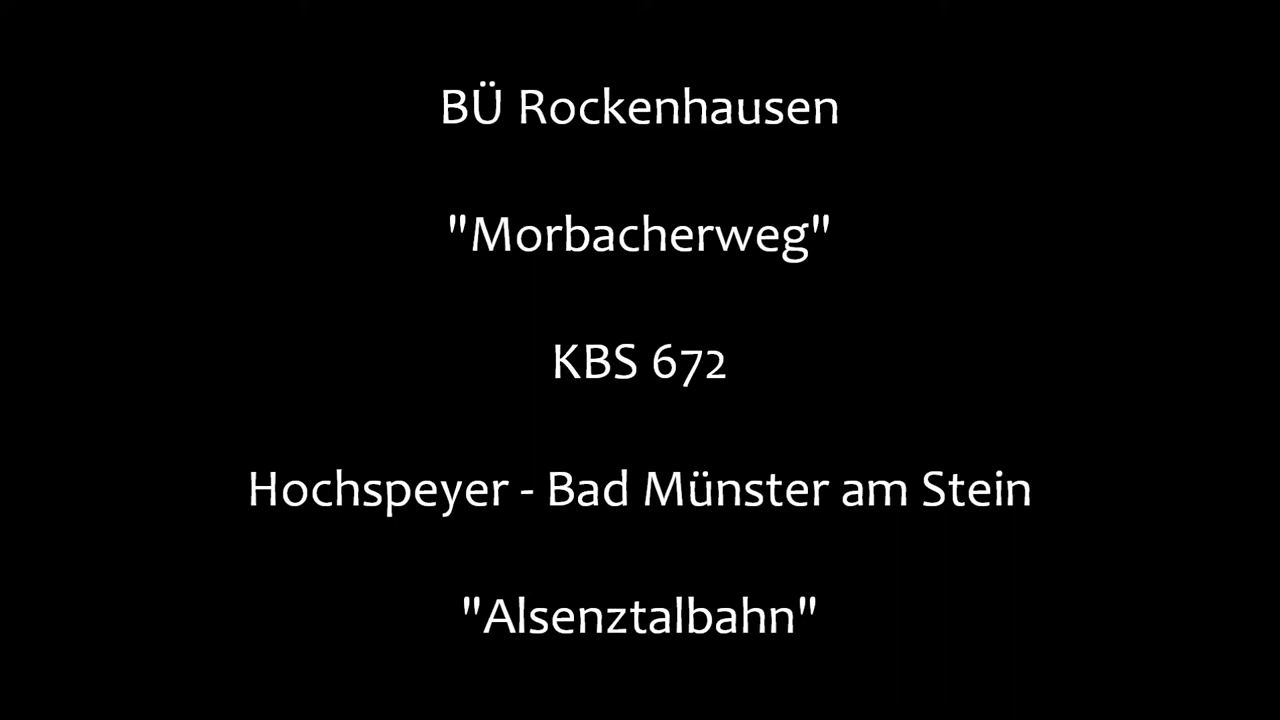 BÜ Rockenhausen
"Morbacherweg"
KBS 672
Hochspeyer - Bad Münster am Stein
"Alsenztalbahn"